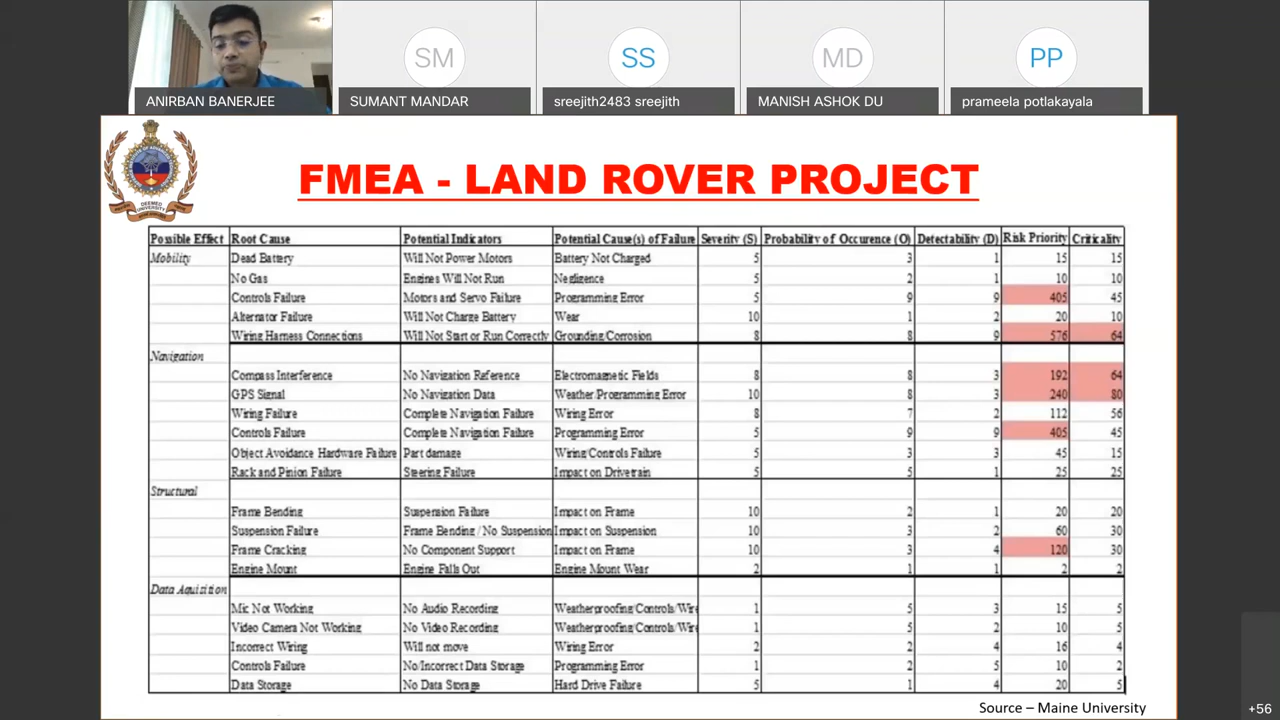 SM
SS
MD
PP
ANIRBAN BANERJEE
SUMANT MANDAR
sreejith2483 sreejith
MANISH ASHOK DU
prameela potlakayala
DEEMED
UNIVERSITY
FMEA - LAND ROVER PROJECT
Possible Effect Root Cause Potential Indicators Potential Cause(s) of Failure Severity (S) Probability of Occurence (O) Detectability (D) Risk Priority Criticality
Mobility Dead Battery Will Not Power Motors Battery Not Charged 5 3 1 15 15
No Gas Engines Will Not Run Negligence 5 2 1 10 10
Controls Failure Motors and Servo Failure Programming Error 5 9 9 405 45
Alternator Failure Will Not Charge Battery Wear 10 1 2 20 10
Wiring Harness Connections Will Not Start or Run Correctly Grounding/Corrosion 8 8 9 576 64
Navigation
Compass Interference No Navigation Reference Electromagnetic Fields 8 8 3 192 64
GPS Signal No Navigation Data Weather/Programming Error 10 8 3 240 80
Wiring Failure Complete Navigation Failure Wiring Error 8 7 2 112 56
Controls Failure Complete Navigation Failure Programming Error 5 9 9 405 45
Object Avoidance Hardware Failure Part damage Wiring/Controls Failure 5 3 3 45 15
Rack and Pinion Failure Steering Failure Impact on Drivetrain 5 5 1 25 25
Structural
Frame Bending Suspension Failure Impact on Frame 10 2 1 20 20
Suspension Failure Frame Bending / No Suspension Impact on Suspension 10 3 2 60 30
Frame Cracking No Component Support Impact on Frame 10 3 4 120 30
Engine Mount Engine Falls Out Engine Mount Wear 2 1 1 2 2
Data Aquisition
Mic Not Working No Audio Recording Weatherproofing/Controls/Wire 1 5 3 15 5
Video Camera Not Working No Video Recording Weatherproofing/Controls/Wire 1 5 2 10 5
Incorrect Wiring Will not move Wiring Error 2 2 4 16 4
Controls Failure No/Incorrect Data Storage Programming Error 1 2 5 10 2
Data Storage No Data Storage Hard Drive Failure 5 1 4 20 5
Source – Maine University
+56